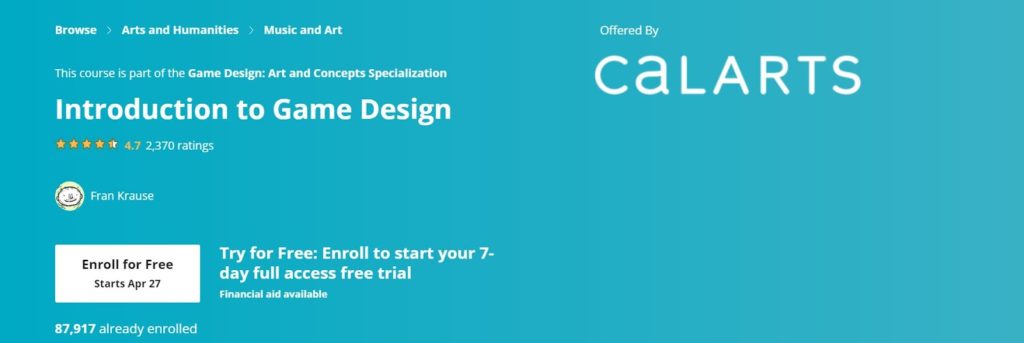 Browse > Arts and Humanities > Music and Art
This course is part of the Game Design: Art and Concepts Specialization
Introduction to Game Design
4.7 2,370 ratings
Fran Krause
Enroll for Free
Starts Apr 27
Try for Free: Enroll to start your 7-
day full access free trial
Financial aid available
87,917 already enrolled
Offered By
CALARTS